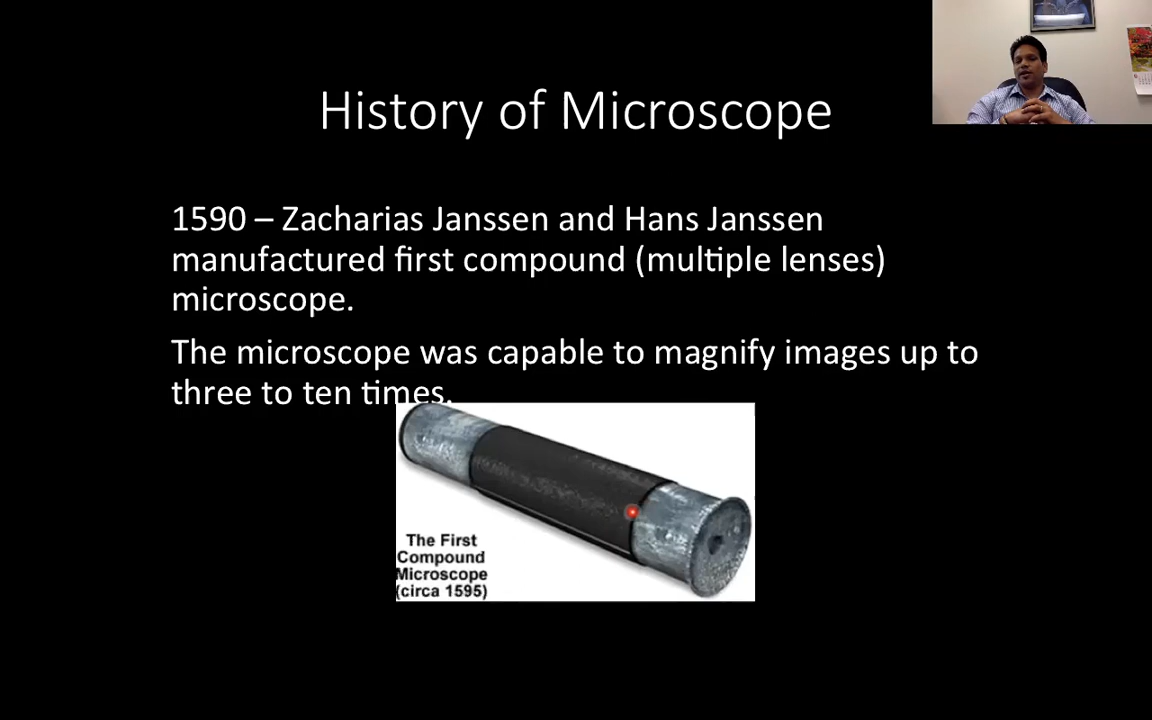 History of Microscope
1590 – Zacharias Janssen and Hans Janssen
manufactured first compound (multiple lenses)
microscope.
The microscope was capable to magnify images up to
three to ten times.
The First
Compound
Microscope
(circa 1595)